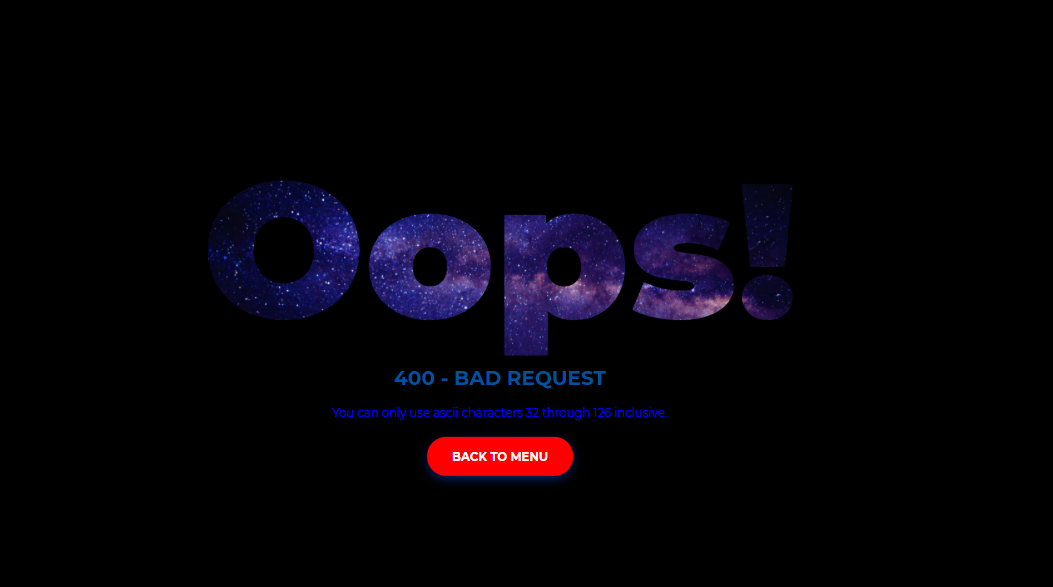 Oops!
400 - BAD REQUEST
You can only use ascii characters 32 through 126 inclusive.
BACK TO MENU